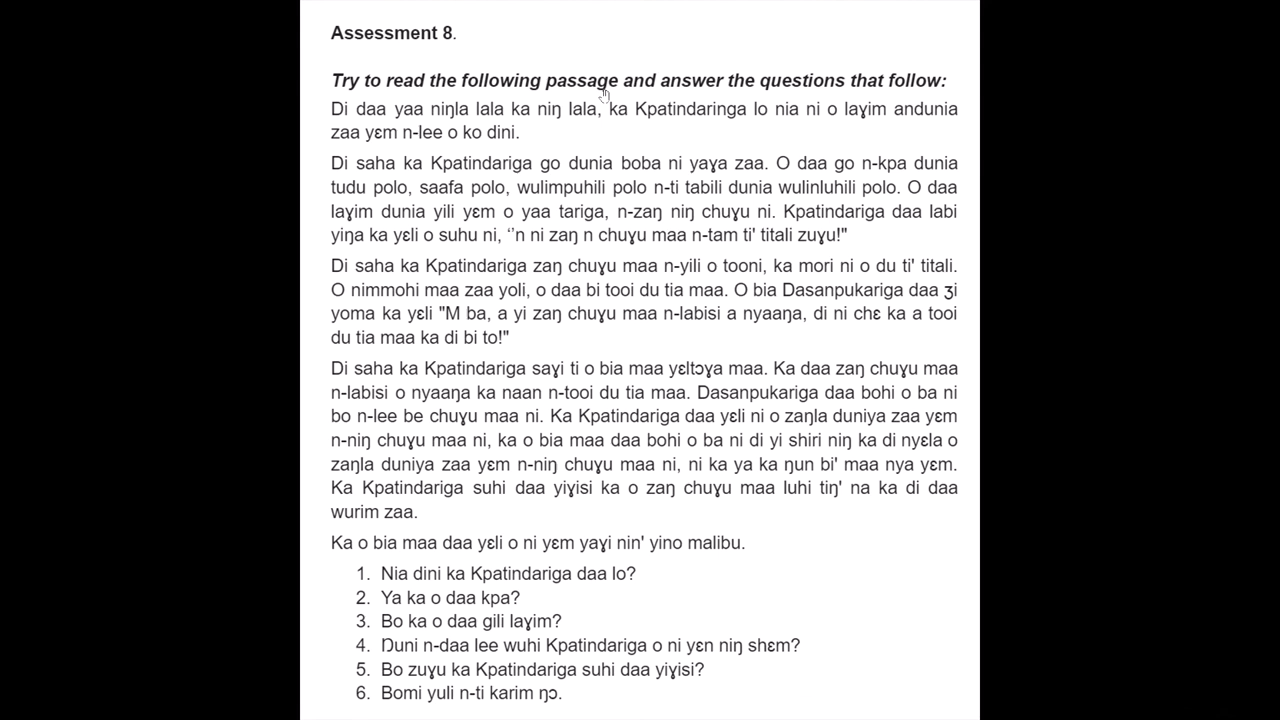 Assessment 8.
Try to read the following passage and answer the questions that follow:
Di daa yaa niŋla lala ka niŋ lala, ka Kpatindaringa lo nia ni o laɣim andunia
zaa yɛm n-lee o ko dini.
Di saha ka Kpatindariga go dunia boba ni yaɣa zaa. O daa go n-kpa dunia
tudu polo, saafa polo, wulimpuhili polo n-ti tabili dunia wulinluhili polo. O daa
laɣim dunia yili yɛm o yaa tariga, n-zaŋ niŋ chuɣu ni. Kpatindariga daa labi
yiŋa ka yɛli o suhu ni, ‘’n ni zaŋ n chuɣu maa n-tam ti' titali zuɣu!"
Di saha ka Kpatindariga zaŋ chuɣu maa n-yili o tooni, ka mori ni o du ti' titali.
O nimmohi maa zaa yoli, o daa bi tooi du tia maa. O bia Dasanpukariga daa ʒi
yoma ka yɛli "M ba, a yi zaŋ chuɣu maa n-labisi a nyaaŋa, di ni chɛ ka a tooi
du tia maa ka di bi to!"
Di saha ka Kpatindariga saɣi ti o bia maa yɛltɔɣa maa. Ka daa zaŋ chuɣu maa
n-labisi o nyaaŋa ka naan n-tooi du tia maa. Dasanpukariga daa bohi o ba ni
bo n-lee be chuɣu maa ni. Ka Kpatindariga daa yɛli ni o zaŋla duniya zaa yɛm
n-niŋ chuɣu maa ni, ka o bia maa daa bohi o ba ni di yi shiri niŋ ka di nyɛla o
zaŋla duniya zaa yɛm n-niŋ chuɣu maa ni, ni ka ya ka ŋun bi' maa nya yɛm.
Ka Kpatindariga suhi daa yiɣisi ka o zaŋ chuɣu maa luhi tiŋ' na ka di daa
wurim zaa.
Ka o bia maa daa yɛli o ni yɛm yaɣi nin' yino malibu.
1. Nia dini ka Kpatindariga daa lo?
2. Ya ka o daa kpa?
3. Bo ka o daa gili laɣim?
4. Ŋuni n-daa lee wuhi Kpatindariga o ni yɛn niŋ shɛm?
5. Bo zuɣu ka Kpatindariga suhi daa yiɣisi?
6. Bomi yuli n-ti karim ŋɔ.